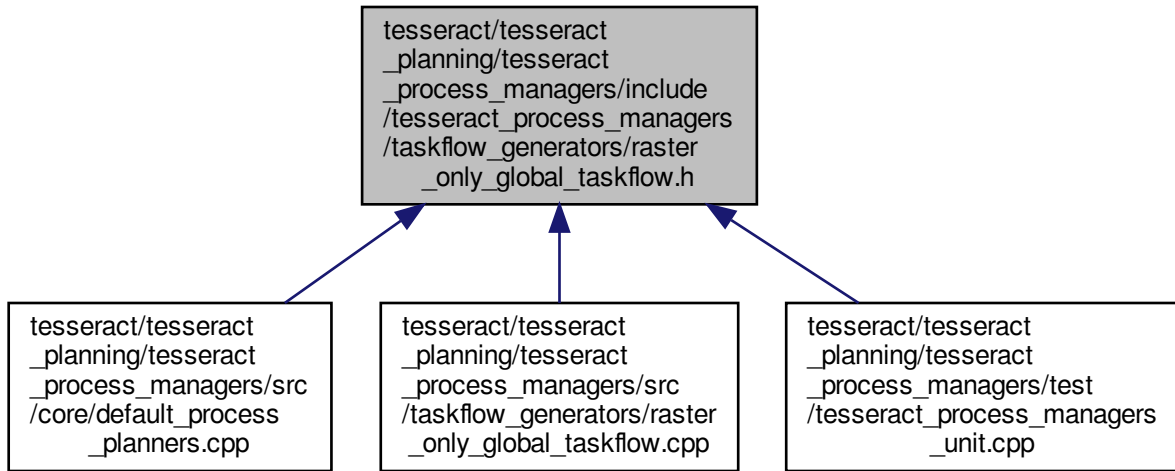 tesseract/tesseract
_planning/tesseract
_process_managers/include
/tesseract_process_managers
/taskflow_generators/raster
_only_global_taskflow.h
tesseract/tesseract
_planning/tesseract
_process_managers/src
/core/default_process
_planners.cpp
tesseract/tesseract
_planning/tesseract
_process_managers/src
/taskflow_generators/raster
_only_global_taskflow.cpp
tesseract/tesseract
_planning/tesseract
_process_managers/test
/tesseract_process_managers
_unit.cpp